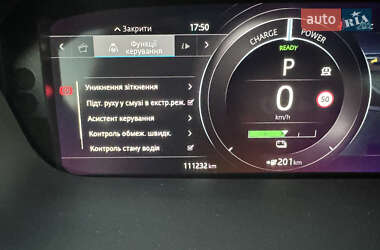 Закрити
17:50
Функції
керування
Уникнення зіткнення
Підт. руху у смузі в екстр.реж.
Асистент керування
Контроль обмеж. швидк.
Контроль стану водія
111232 km
CHARGE
POWER
READY
P
0
km/h
50
201 km
auto
RIA